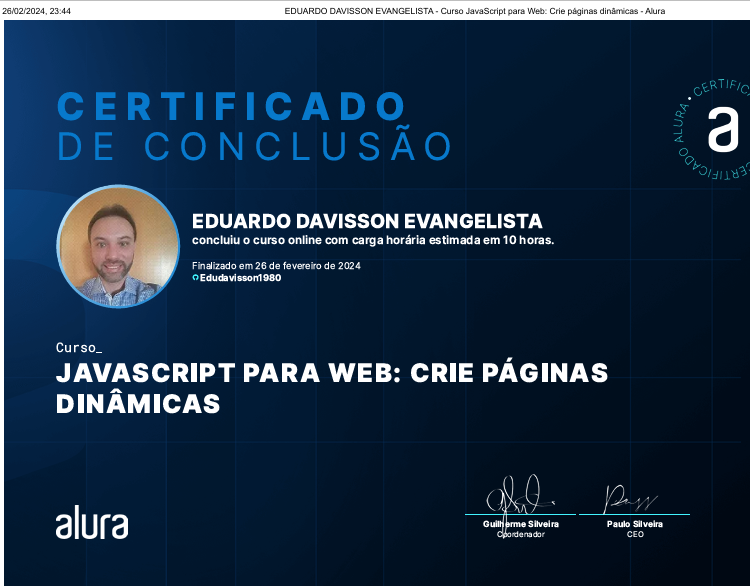 26/02/2024, 23:44
EDUARDO DAVISSON EVANGELISTA - Curso JavaScript para Web: Crie páginas dinâmicas - Alura
CERTIFICADO
DE CONCLUSÃO
CERTIFICADO ALURA • CERTIFICA
a
EDUARDO DAVISSON EVANGELISTA
concluiu o curso online com carga horária estimada em 10 horas.
Finalizado em 26 de fevereiro de 2024
Edudavisson1980
Curso_
JAVASCRIPT PARA WEB: CRIE PÁGINAS
DINÂMICAS
alura
Guilherme Silveira
Coordenador
Paulo Silveira
CEO